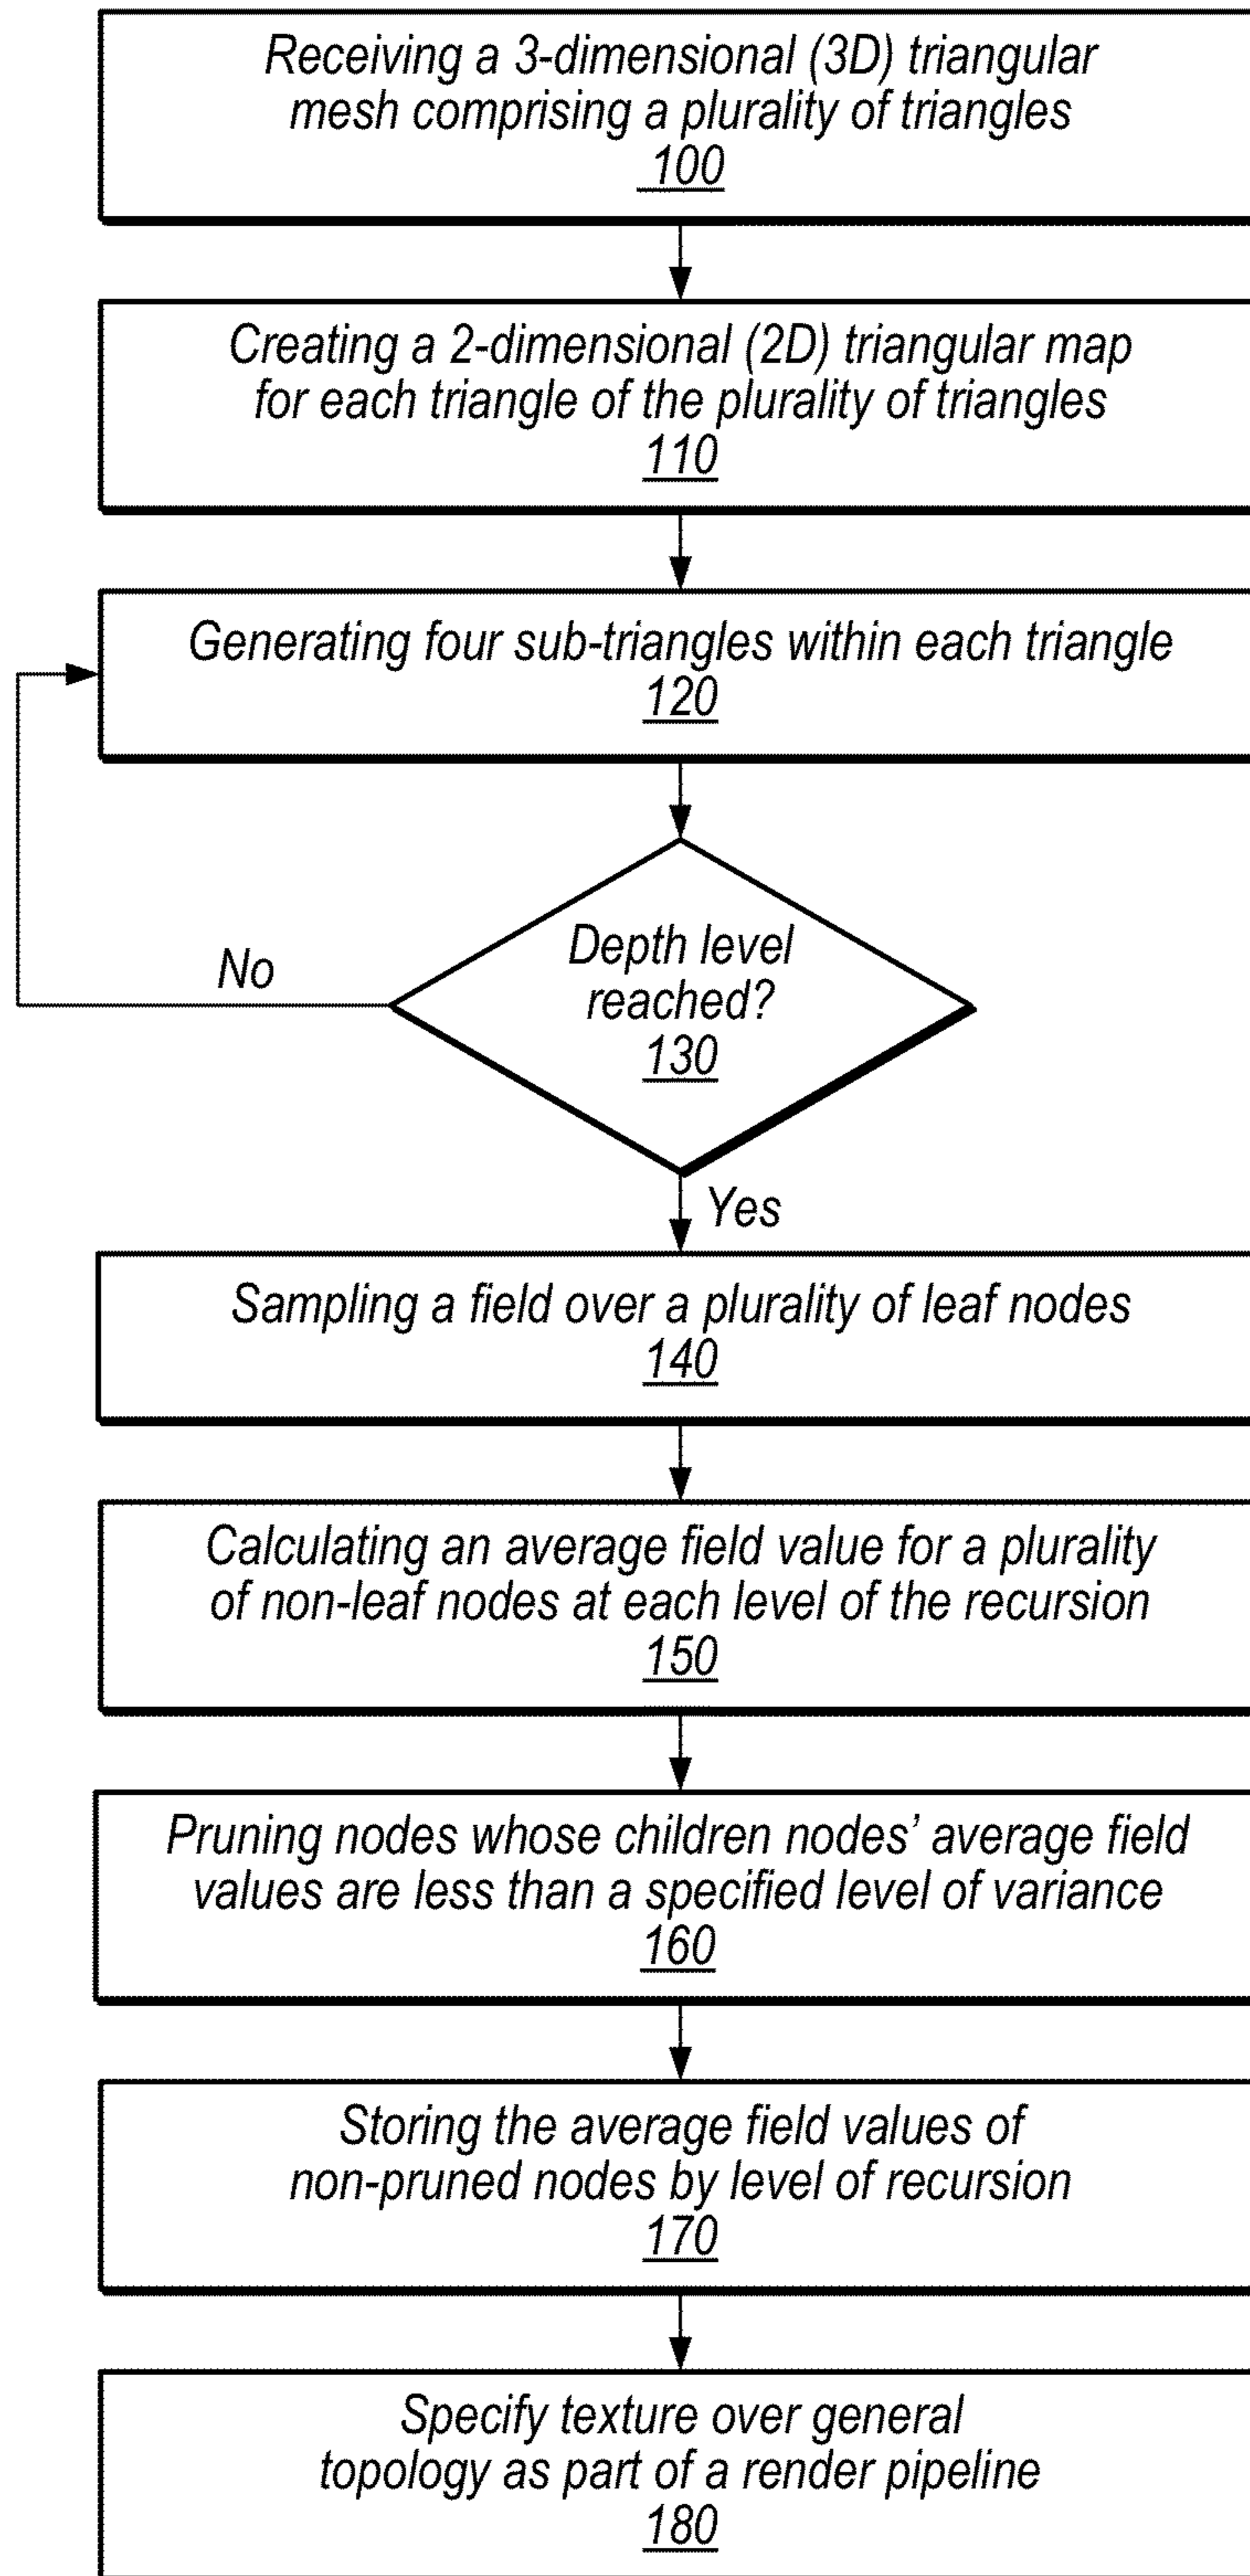 Receiving a 3-dimensional (3D) triangular
mesh comprising a plurality of triangles
100
Creating a 2-dimensional (2D) triangular map
for each triangle of the plurality of triangles
110
Generating four sub-triangles within each triangle
120
Depth level
reached?
130
No
Yes
Sampling a field over a plurality of leaf nodes
140
Calculating an average field value for a plurality
of non-leaf nodes at each level of the recursion
150
Pruning nodes whose children nodes’ average field
values are less than a specified level of variance
160
Storing the average field values of
non-pruned nodes by level of recursion
170
Specify texture over general
topology as part of a render pipeline
180